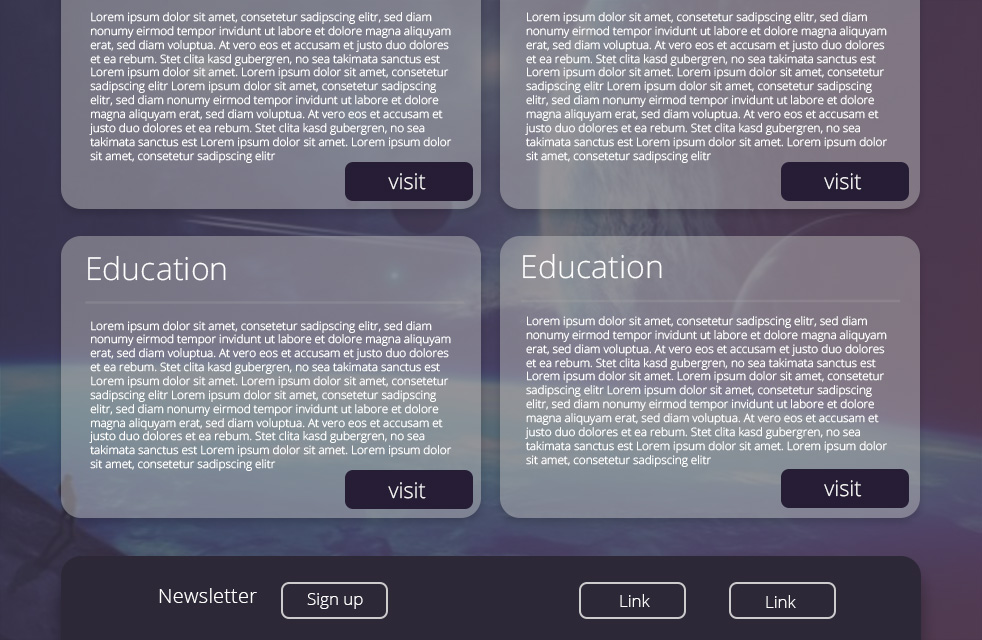 Lorem ipsum dolor sit amet, consetetur sadipscing elitr, sed diam
nonumy eirmod tempor invidunt ut labore et dolore magna aliquyam
erat, sed diam voluptua. At vero eos et accusam et justo duo dolores
et ea rebum. Stet clita kasd gubergren, no sea takimata sanctus est
Lorem ipsum dolor sit amet. Lorem ipsum dolor sit amet, consetetur
sadipscing elitr Lorem ipsum dolor sit amet, consetetur sadipscing
elitr, sed diam nonumy eirmod tempor invidunt ut labore et dolore
magna aliquyam erat, sed diam voluptua. At vero eos et accusam et
justo duo dolores et ea rebum. Stet clita kasd gubergren, no sea
takimata sanctus est Lorem ipsum dolor sit amet. Lorem ipsum dolor
sit amet, consetetur sadipscing elitr
visit
Lorem ipsum dolor sit amet, consetetur sadipscing elitr, sed diam
nonumy eirmod tempor invidunt ut labore et dolore magna aliquyam
erat, sed diam voluptua. At vero eos et accusam et justo duo dolores
et ea rebum. Stet clita kasd gubergren, no sea takimata sanctus est
Lorem ipsum dolor sit amet. Lorem ipsum dolor sit amet, consetetur
sadipscing elitr Lorem ipsum dolor sit amet, consetetur sadipscing
elitr, sed diam nonumy eirmod tempor invidunt ut labore et dolore
magna aliquyam erat, sed diam voluptua. At vero eos et accusam et
justo duo dolores et ea rebum. Stet clita kasd gubergren, no sea
takimata sanctus est Lorem ipsum dolor sit amet. Lorem ipsum dolor
sit amet, consetetur sadipscing elitr
visit
Education
Lorem ipsum dolor sit amet, consetetur sadipscing elitr, sed diam
nonumy eirmod tempor invidunt ut labore et dolore magna aliquyam
erat, sed diam voluptua. At vero eos et accusam et justo duo dolores
et ea rebum. Stet clita kasd gubergren, no sea takimata sanctus est
Lorem ipsum dolor sit amet. Lorem ipsum dolor sit amet, consetetur
sadipscing elitr Lorem ipsum dolor sit amet, consetetur sadipscing
elitr, sed diam nonumy eirmod tempor invidunt ut labore et dolore
magna aliquyam erat, sed diam voluptua. At vero eos et accusam et
justo duo dolores et ea rebum. Stet clita kasd gubergren, no sea
takimata sanctus est Lorem ipsum dolor sit amet. Lorem ipsum dolor
sit amet, consetetur sadipscing elitr
visit
Education
Lorem ipsum dolor sit amet, consetetur sadipscing elitr, sed diam
nonumy eirmod tempor invidunt ut labore et dolore magna aliquyam
erat, sed diam voluptua. At vero eos et accusam et justo duo dolores
et ea rebum. Stet clita kasd gubergren, no sea takimata sanctus est
Lorem ipsum dolor sit amet. Lorem ipsum dolor sit amet, consetetur
sadipscing elitr Lorem ipsum dolor sit amet, consetetur sadipscing
elitr, sed diam nonumy eirmod tempor invidunt ut labore et dolore
magna aliquyam erat, sed diam voluptua. At vero eos et accusam et
justo duo dolores et ea rebum. Stet clita kasd gubergren, no sea
takimata sanctus est Lorem ipsum dolor sit amet. Lorem ipsum dolor
sit amet, consetetur sadipscing elitr
visit
Newsletter
Sign up
Link
Link